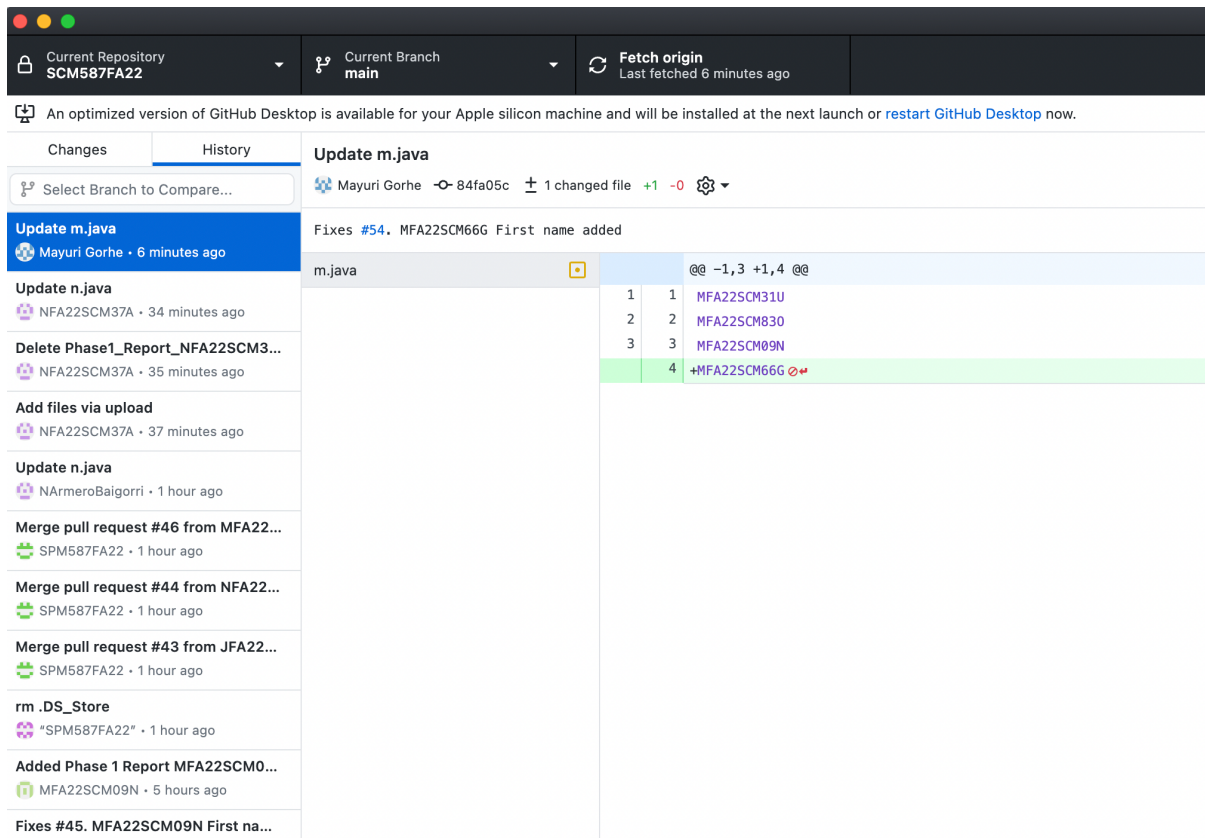 Current Repository
SCM587FA22
Current Branch
main
Fetch origin
Last fetched 6 minutes ago
An optimized version of GitHub Desktop is available for your Apple silicon machine and will be installed at the next launch or restart GitHub Desktop now.
Changes
History
Select Branch to Compare...
Update m.java
Mayuri Gorhe • 6 minutes ago
Update n.java
NFA22SCM37A • 34 minutes ago
Delete Phase1_Report_NFA22SCM3...
NFA22SCM37A • 35 minutes ago
Add files via upload
NFA22SCM37A • 37 minutes ago
Update n.java
NArmeroBaigorri • 1 hour ago
Merge pull request #46 from MFA22...
SPM587FA22 • 1 hour ago
Merge pull request #44 from NFA22...
SPM587FA22 • 1 hour ago
Merge pull request #43 from JFA22...
SPM587FA22 • 1 hour ago
rm .DS_Store
“SPM587FA22” • 1 hour ago
Added Phase 1 Report MFA22SCM0...
MFA22SCM09N • 5 hours ago
Fixes #45. MFA22SCM09N First na...
Update m.java
Mayuri Gorhe 84fa05c 1 changed file +1 -0
Fixes #54. MFA22SCM66G First name added
m.java
@@ -1,3 +1,4 @@
1 1 MFA22SCM31U
2 2 MFA22SCM83O
3 3 MFA22SCM09N
4 +MFA22SCM66G